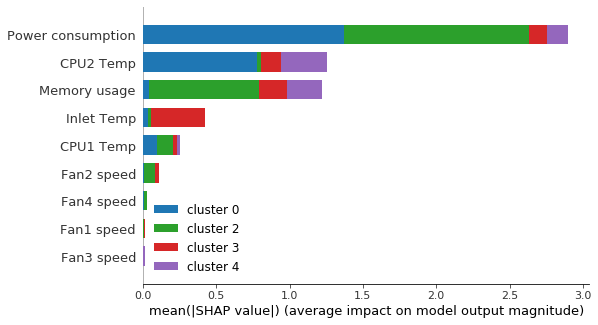 Power consumption
CPU2 Temp
Memory usage
Inlet Temp
CPU1 Temp
Fan2 speed
Fan4 speed
Fan1 speed
Fan3 speed
cluster 0
cluster 2
cluster 3
cluster 4
0.0 0.5 1.0 1.5 2.0 2.5 3.0
mean(|SHAP value|) (average impact on model output magnitude)